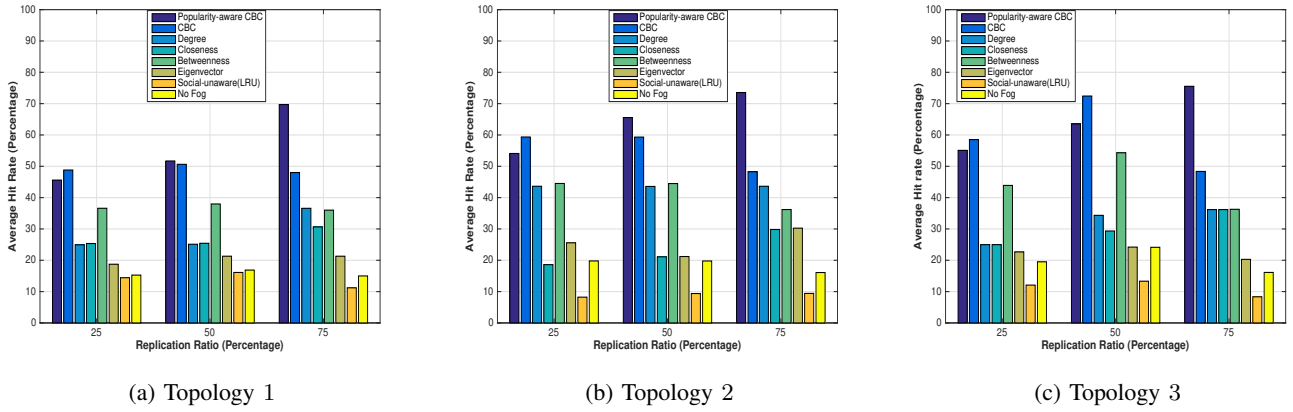 100
90
80
70
60
50
40
30
20
10
0
Average Hit Rate (Percentage)
Popularity-aware CBC
CBC
Degree
Closeness
Betweenness
Eigenvector
Social-unaware(LRU)
No Fog
25
50
75
Replication Ratio (Percentage)
(a) Topology 1
100
90
80
70
60
50
40
30
20
10
0
Average Hit Rate (Percentage)
Popularity-aware CBC
CBC
Degree
Closeness
Betweenness
Eigenvector
Social-unaware(LRU)
No Fog
25
50
75
Replication Ratio (Percentage)
(b) Topology 2
100
90
80
70
60
50
40
30
20
10
0
Average Hit rate (Percentage)
Popularity-aware CBC
CBC
Degree
Closeness
Betweenness
Eigenvector
Social-unaware(LRU)
No Fog
25
50
75
Replication Ratio (Percentage)
(c) Topology 3